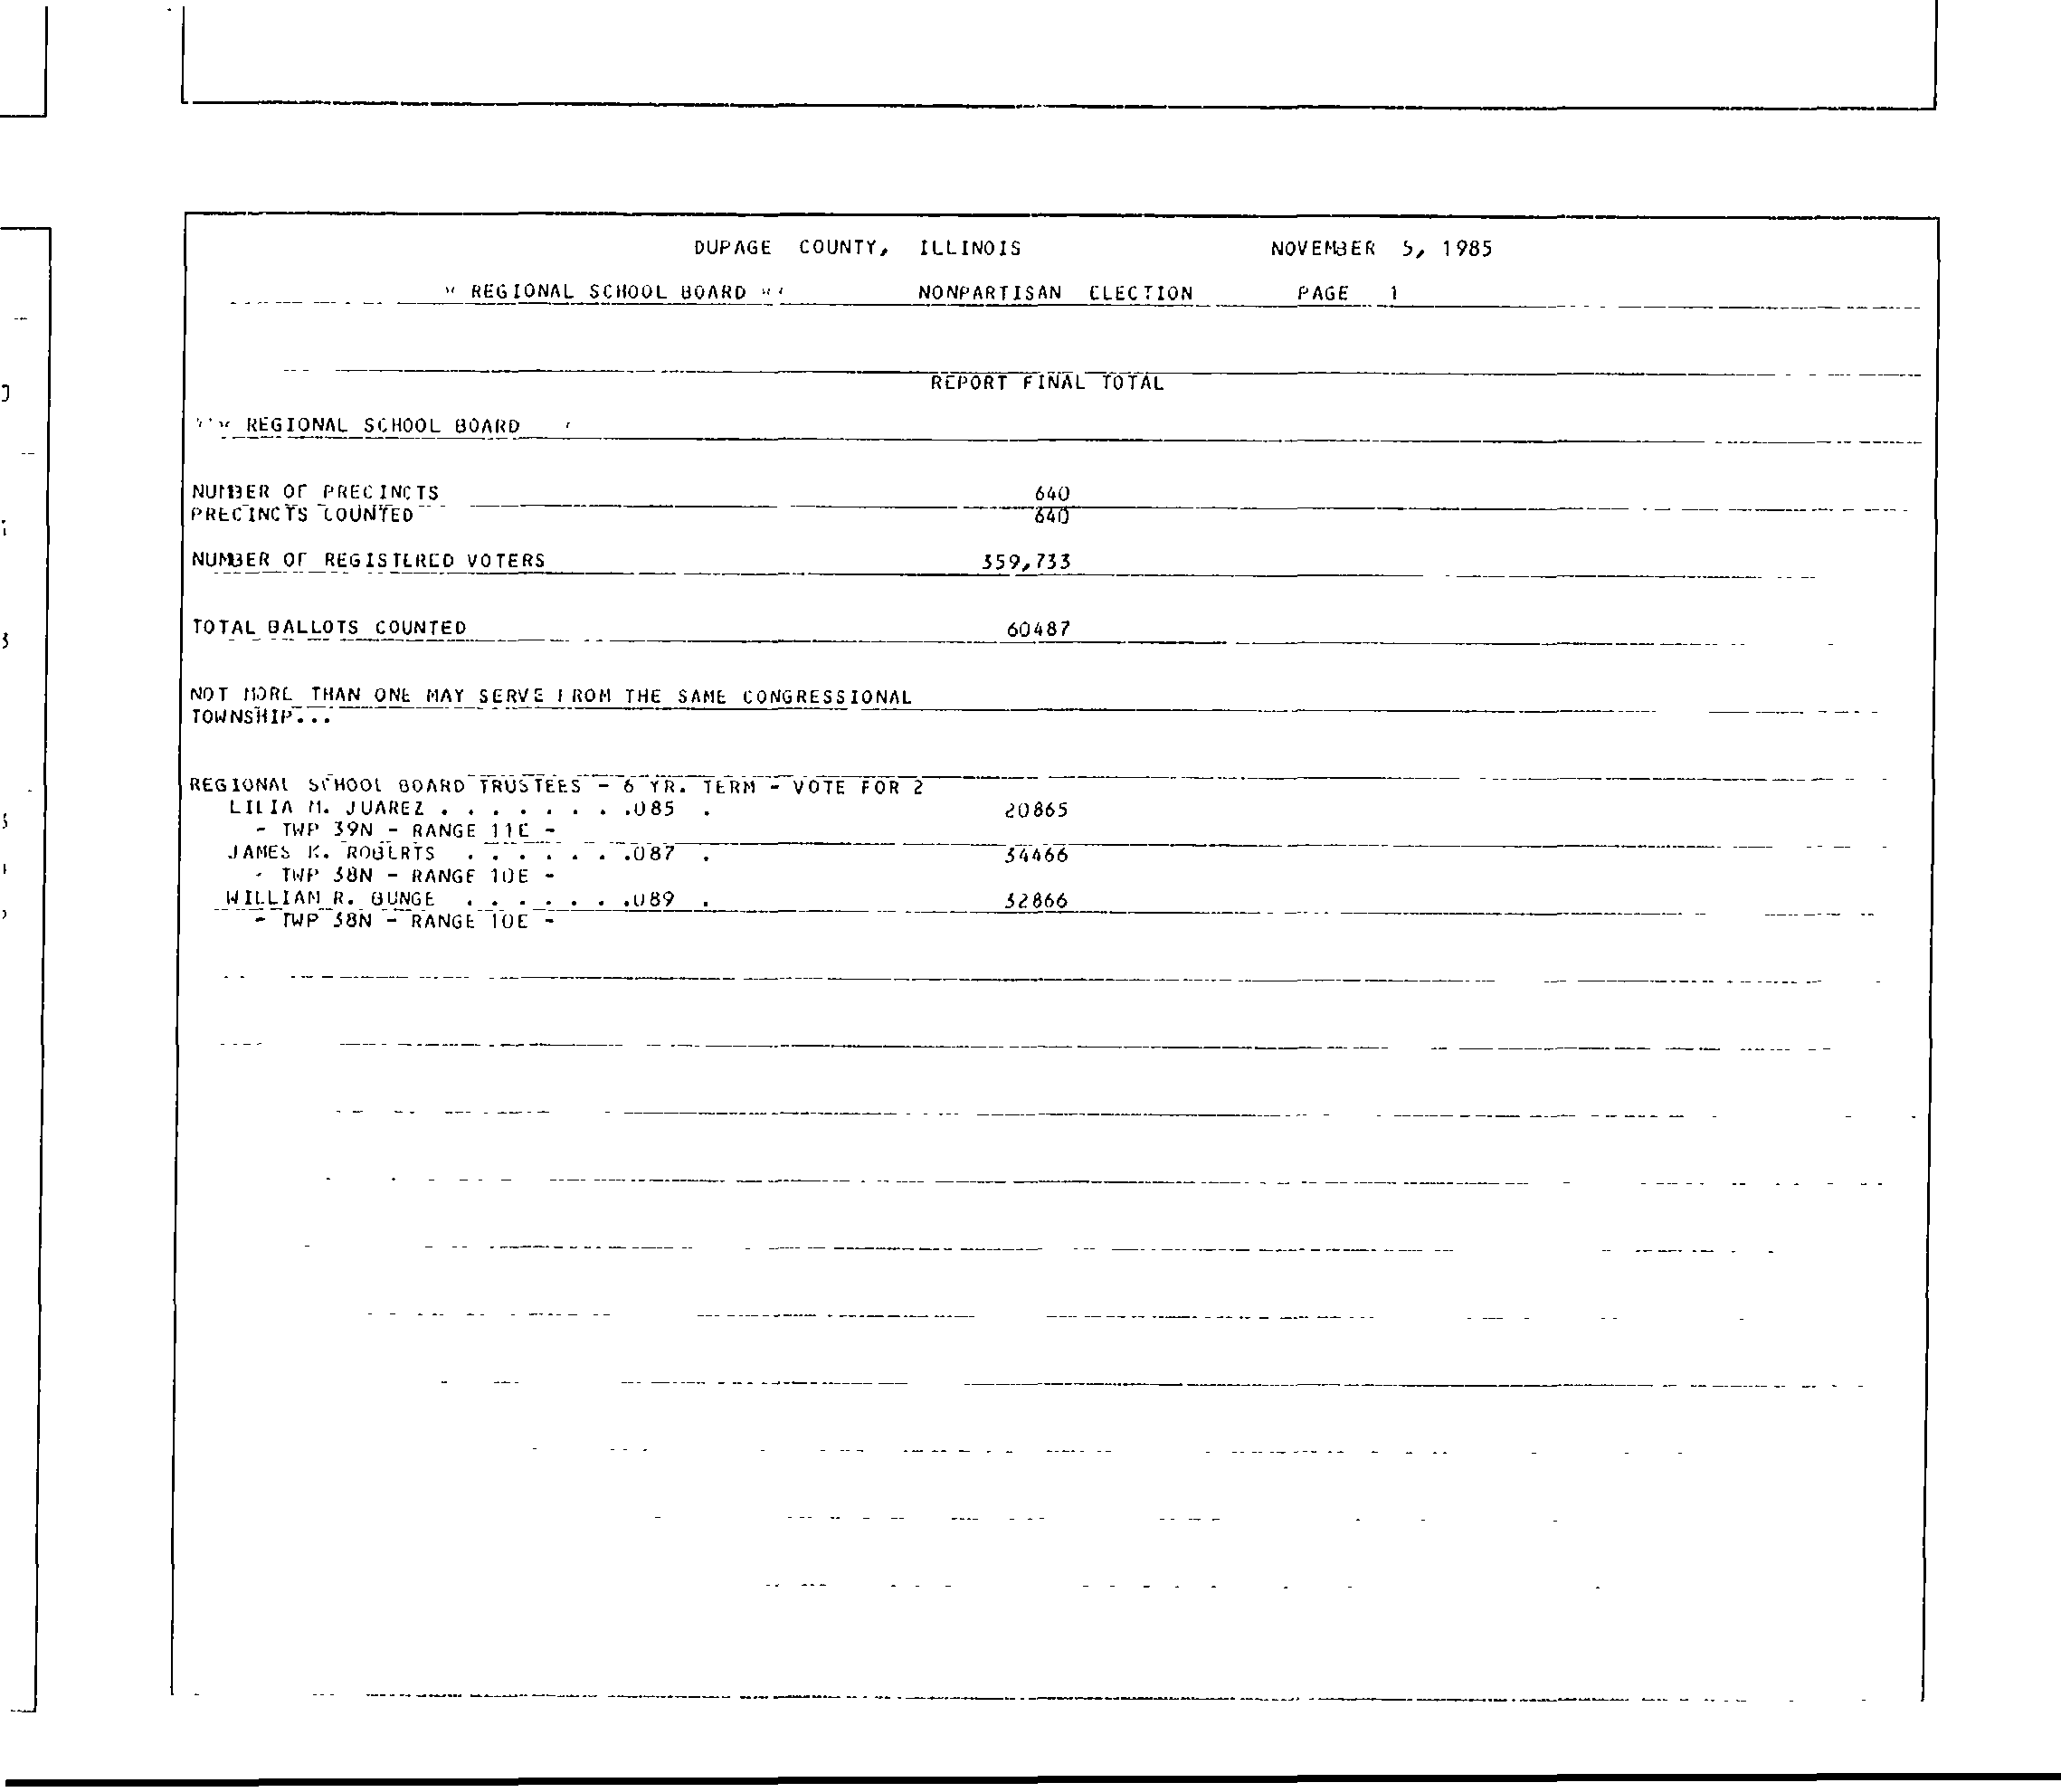 DUPAGE COUNTY, ILLINOIS NOVEMBER 5, 1985
REGIONAL SCHOOL BOARD NONPARTISAN ELECTION PAGE 1
REPORT FINAL TOTAL
REGIONAL SCHOOL BOARD
NUMBER OF PRECINCTS 640
PRECINCTS COUNTED 640
NUMBER OF REGISTERED VOTERS 359,733
TOTAL BALLOTS COUNTED 60487
NOT MORE THAN ONE MAY SERVE FROM THE SAME CONGRESSIONAL
TOWNSHIP...
REGIONAL SCHOOL BOARD TRUSTEES - 6 YR. TERM - VOTE FOR 2
LILIA M. JUAREZ . . . . . . . .085 . 20865
- TWP 39N - RANGE 11E -
JAMES K. ROBERTS . . . . . . .087 . 34466
- TWP 38N - RANGE 10E -
WILLIAM R. BUNGE . . . . . . .089 . 32866
- TWP 38N - RANGE 10E -